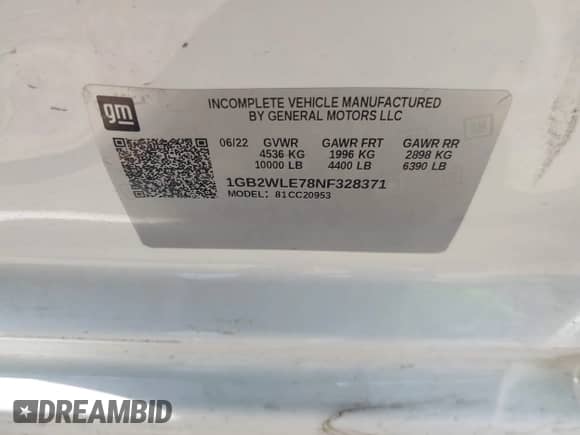 gm
INCOMPLETE VEHICLE MANUFACTURED
BY GENERAL MOTORS LLC
06/22 GVWR GAWR FRT GAWR RR
4536 KG 1996 KG 2898 KG
10000 LB 4400 LB 6390 LB
1GB2WLE78NF328371
MODEL: 81CC20953
DREAMBID